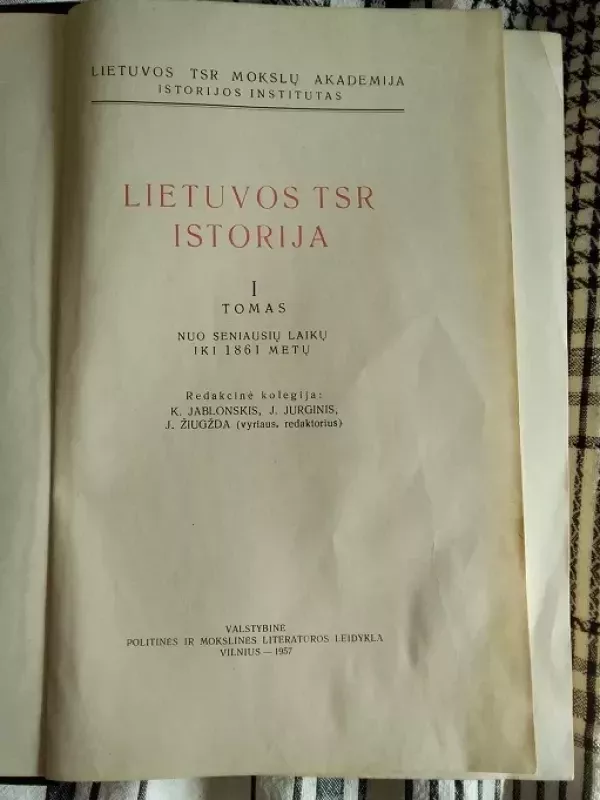 LIETUVOS TSR MOKSLŲ AKADEMIJA
ISTORIJOS INSTITUTAS
LIETUVOS TSR
ISTORIJA
I
TOMAS
NUO SENIAUSIŲ LAIKŲ
IKI 1861 METŲ
Redakcinė kolegija:
K. JABLONSKIS, J. JURGINIS,
J. ŽIUGŽDA (vyriaus. redaktorius)
VALSTYBINĖ
POLITINĖS IR MOKSLINĖS LITERATŪROS LEIDYKLA
VILNIUS — 1957